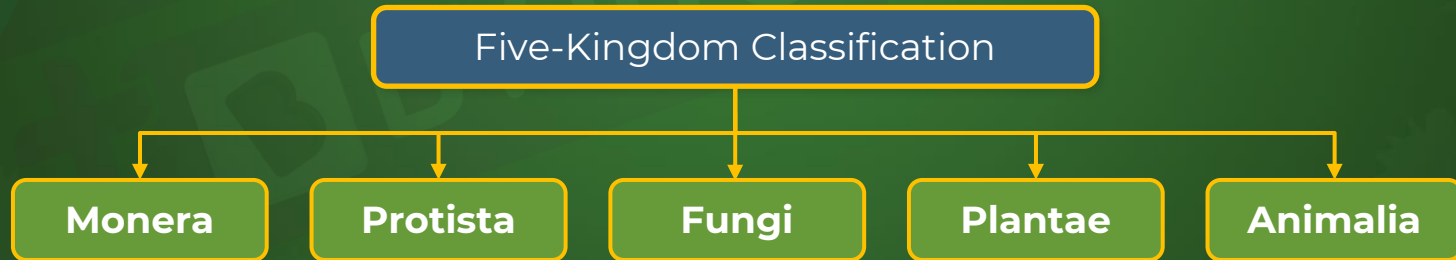 Five-Kingdom Classification
Monera
Protista
Fungi
Plantae
Animalia